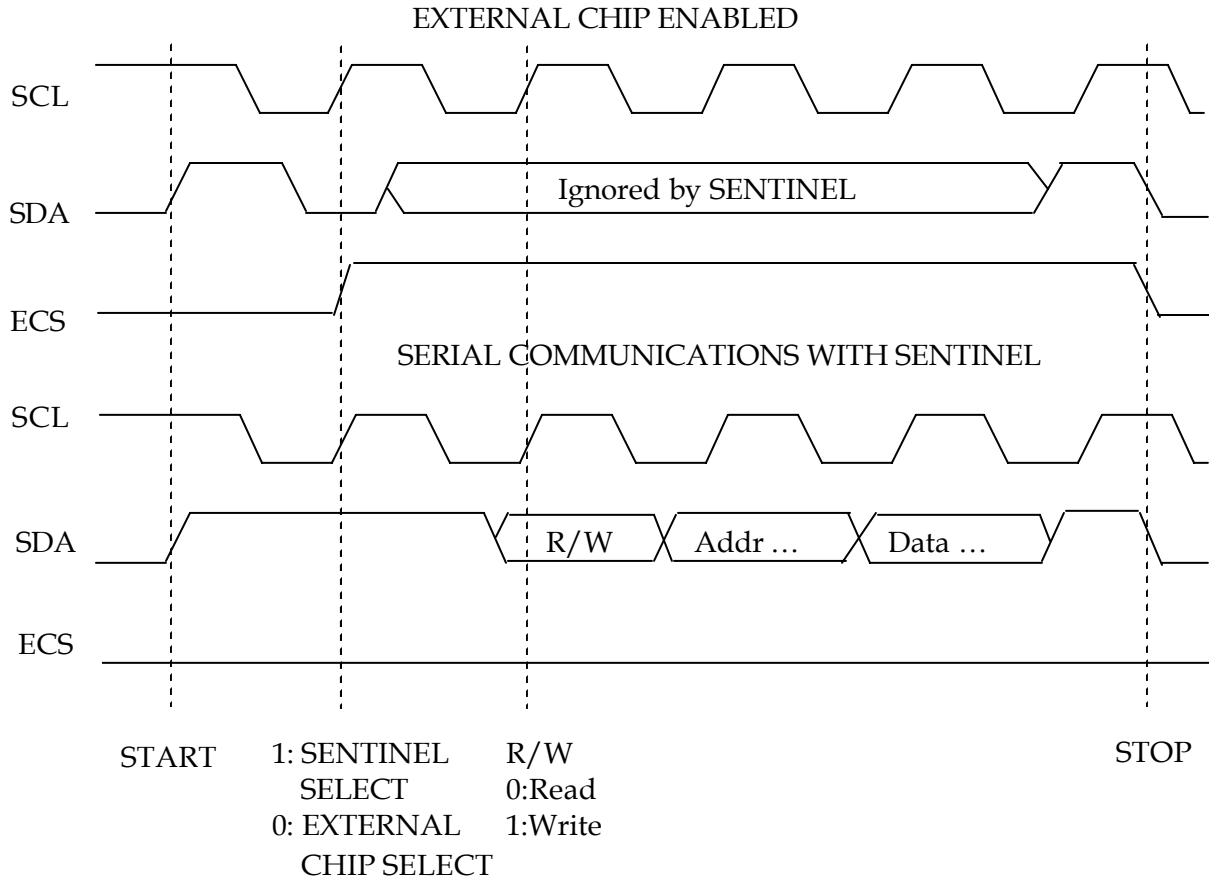 EXTERNAL CHIP ENABLED
SCL
SDA
Ignored by SENTINEL
ECS
SERIAL COMMUNICATIONS WITH SENTINEL
SCL
SDA
R/W
Addr …
Data …
ECS
START
1: SENTINEL
SELECT
0: EXTERNAL
CHIP SELECT
R/W
0:Read
1:Write
STOP